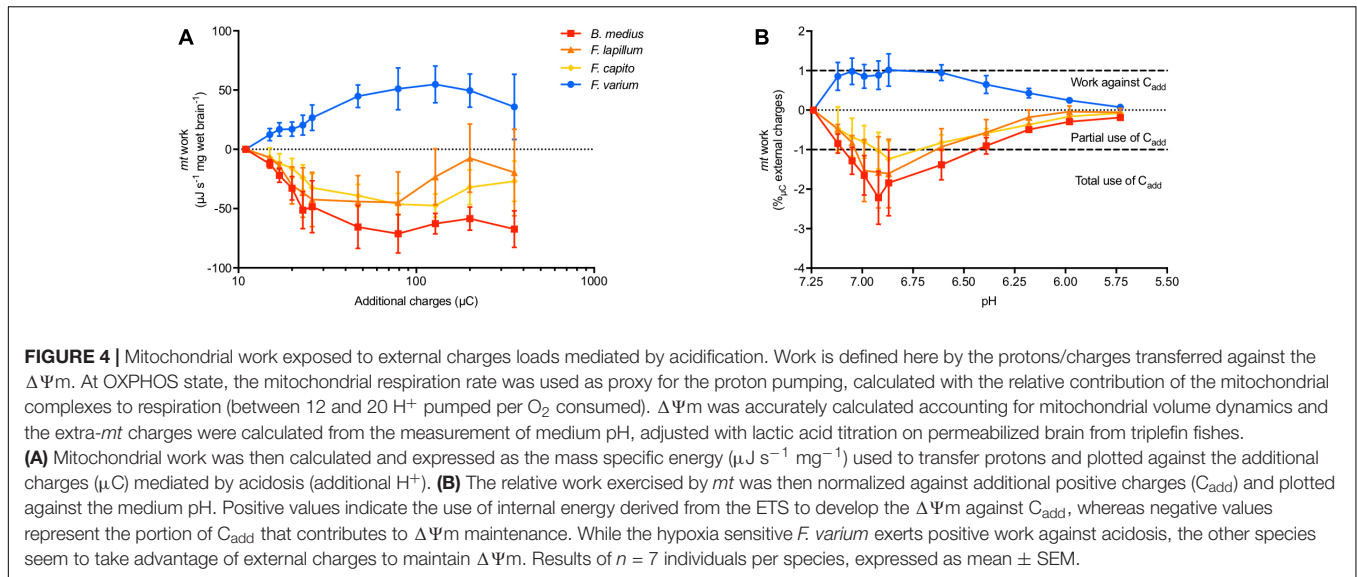 A
B. medius
F. lapillum
F. capito
F. varium
100
50
0
-50
-100
mt work
(μJ s⁻¹ mg wet brain⁻¹)
10
100
1000
Additional charges (μC)
B
2
1
0
-1
-2
-3
-4
mt work
(%μC external charges)
Work against Cadd
Partial use of Cadd
Total use of Cadd
7.25
7.00
6.75
6.50
6.25
6.00
5.75
5.50
pH
FIGURE 4 | Mitochondrial work exposed to external charges loads mediated by acidification. Work is defined here by the protons/charges transferred against the
ΔΨm. At OXPHOS state, the mitochondrial respiration rate was used as proxy for the proton pumping, calculated with the relative contribution of the mitochondrial
complexes to respiration (between 12 and 20 H⁺ pumped per O₂ consumed). ΔΨm was accurately calculated accounting for mitochondrial volume dynamics and
the extra-mt charges were calculated from the measurement of medium pH, adjusted with lactic acid titration on permeabilized brain from triplefin fishes.
(A) Mitochondrial work was then calculated and expressed as the mass specific energy (μJ s⁻¹ mg⁻¹) used to transfer protons and plotted against the additional
charges (μC) mediated by acidosis (additional H⁺). (B) The relative work exercised by mt was then normalized against additional positive charges (Cadd) and plotted
against the medium pH. Positive values indicate the use of internal energy derived from the ETS to develop the ΔΨm against Cadd, whereas negative values
represent the portion of Cadd that contributes to ΔΨm maintenance. While the hypoxia sensitive F. varium exerts positive work against acidosis, the other species
seem to take advantage of external charges to maintain ΔΨm. Results of n = 7 individuals per species, expressed as mean ± SEM.